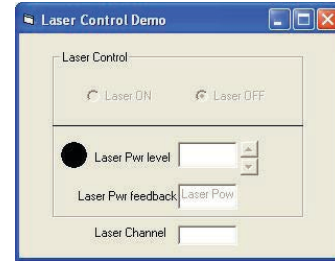 Laser Control Demo
Laser Control
Laser ON Laser OFF
Laser Pwr level
Laser Pwr feedback Laser Pow
Laser Channel